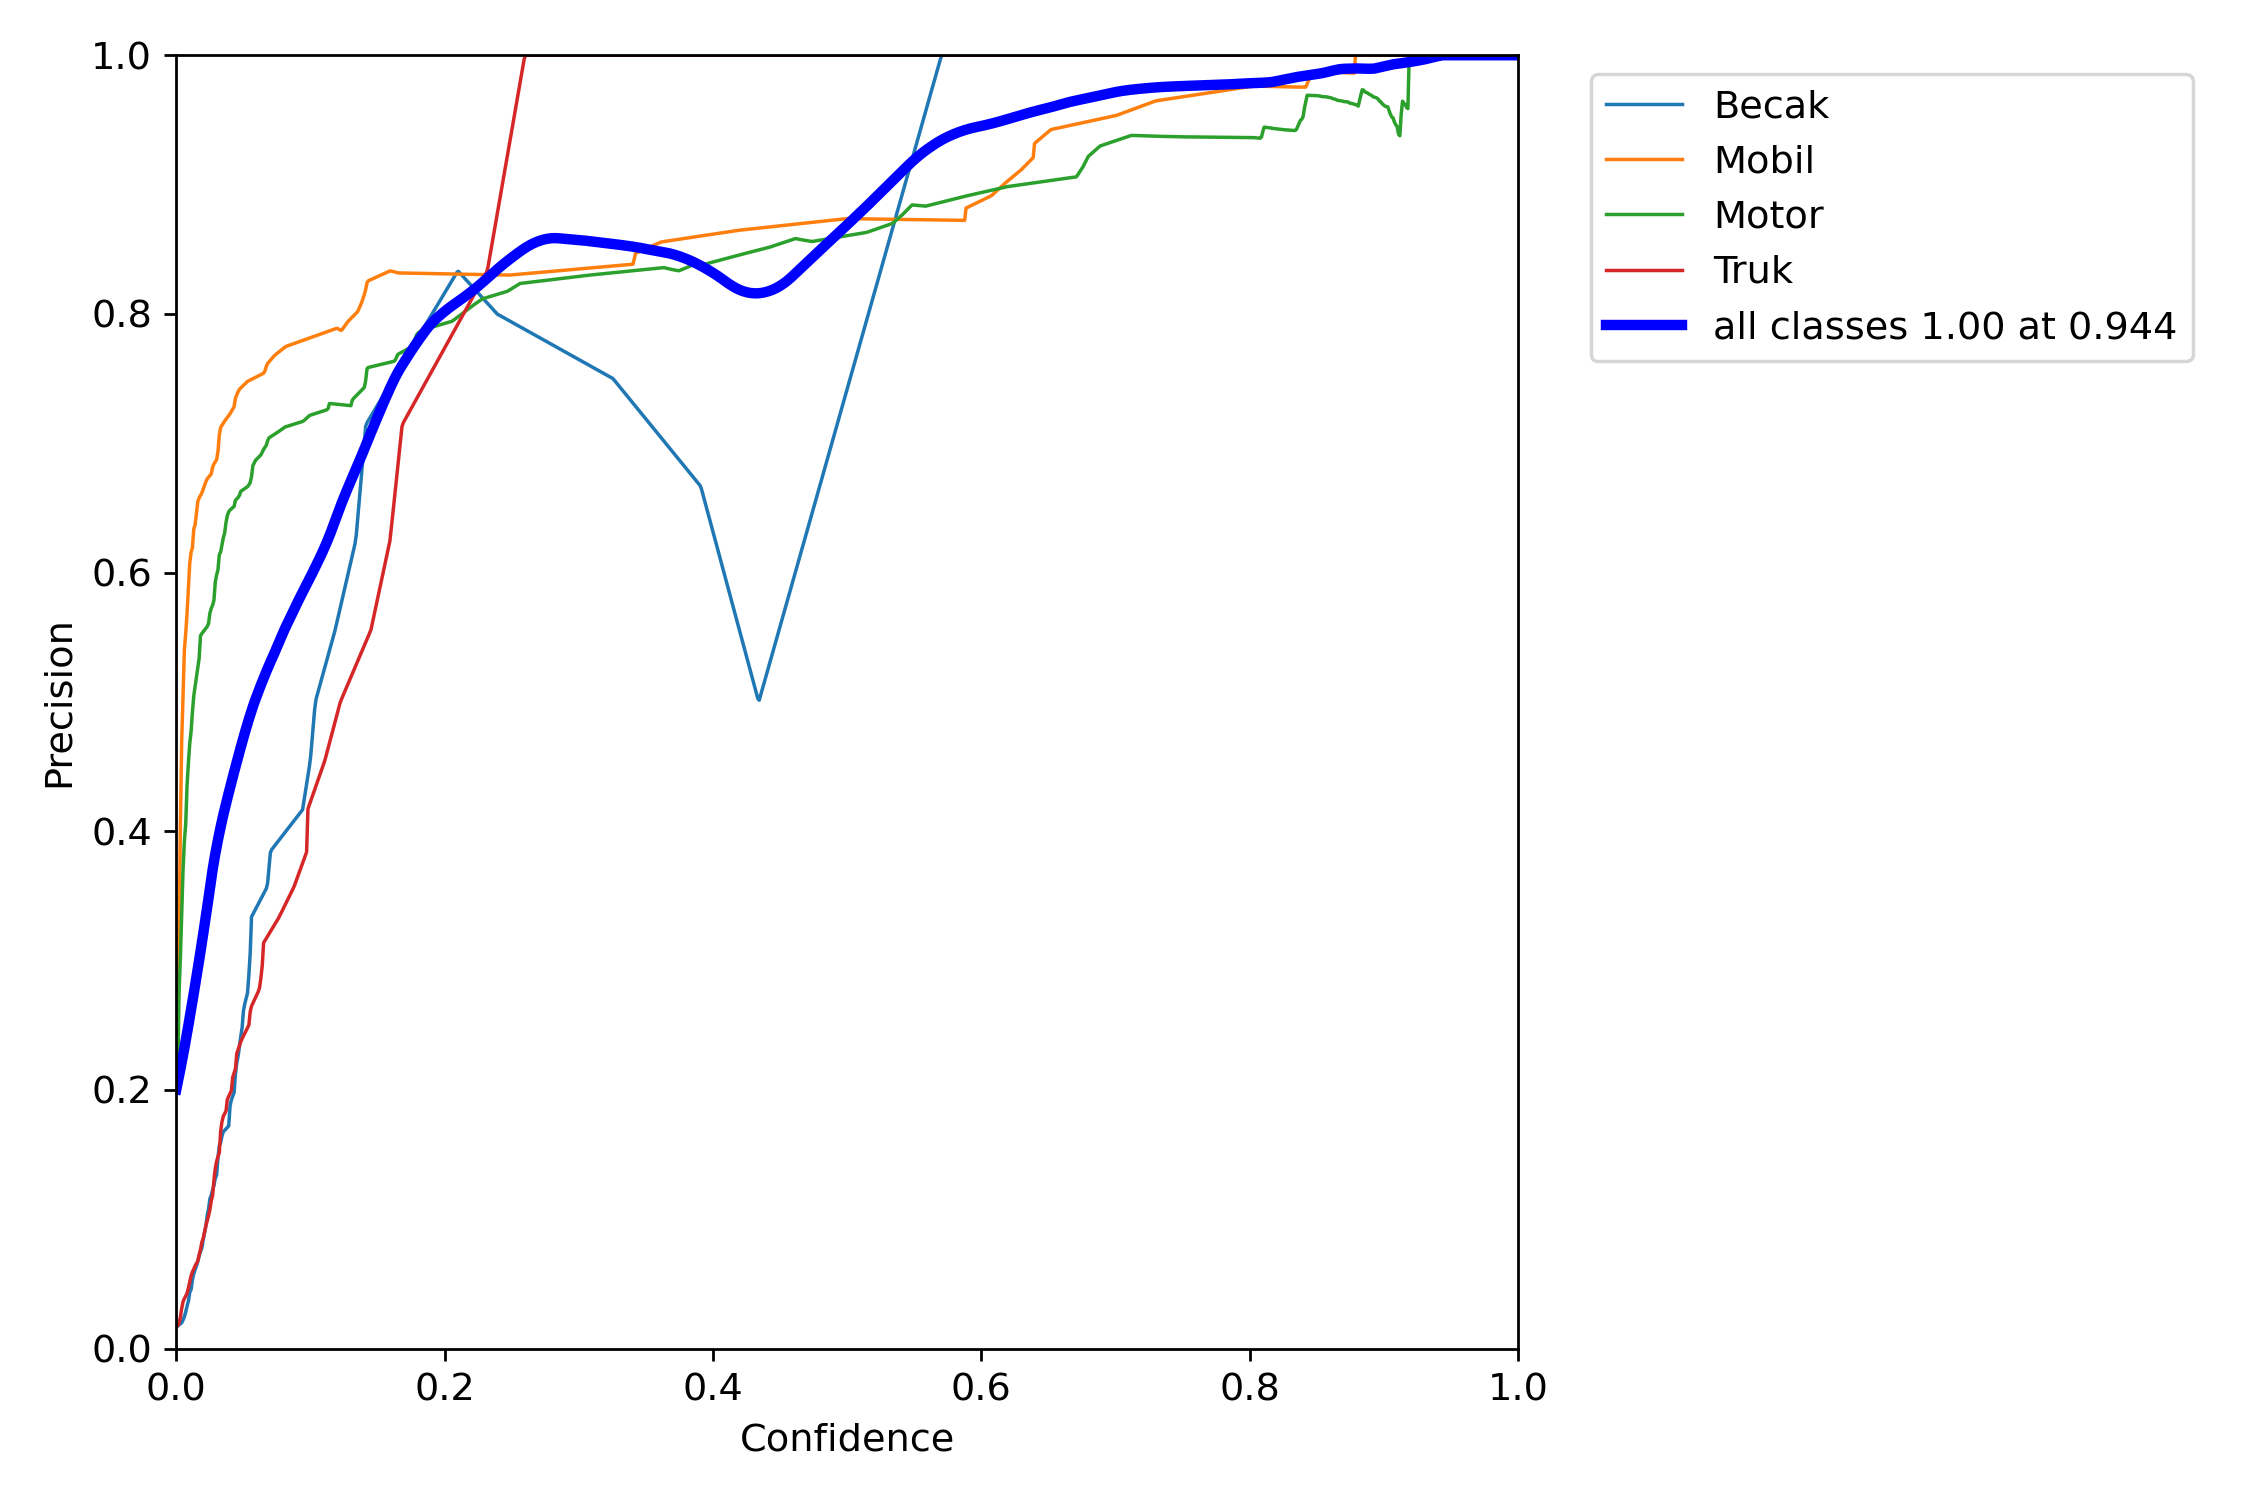 1.0
0.8
0.6
0.4
0.2
0.0
Precision
0.0 0.2 0.4 0.6 0.8 1.0
Confidence
Becak
Mobil
Motor
Truk
all classes 1.00 at 0.944